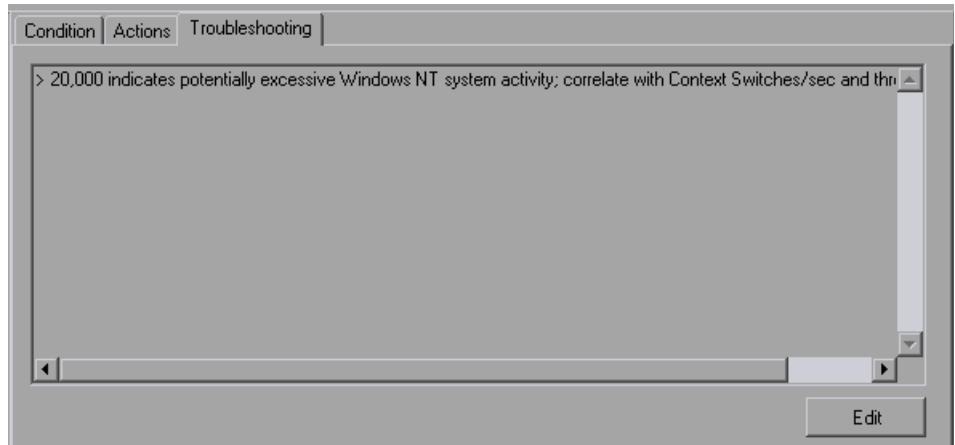 Condition Actions Troubleshooting
> 20,000 indicates potentially excessive Windows NT system activity; correlate with Context Switches/sec and
Edit